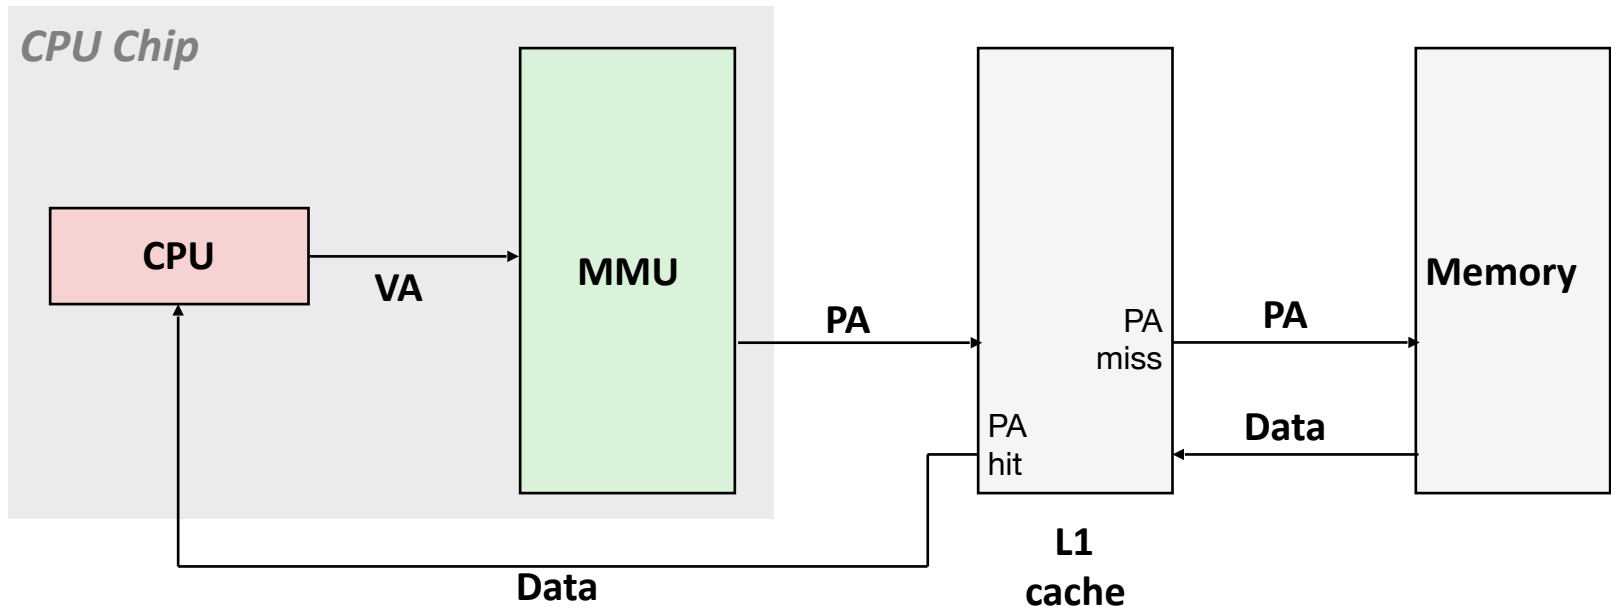 CPU Chip
CPU
VA
MMU
PA
PA
miss
PA
hit
PA
Data
Memory
Data
L1
cache